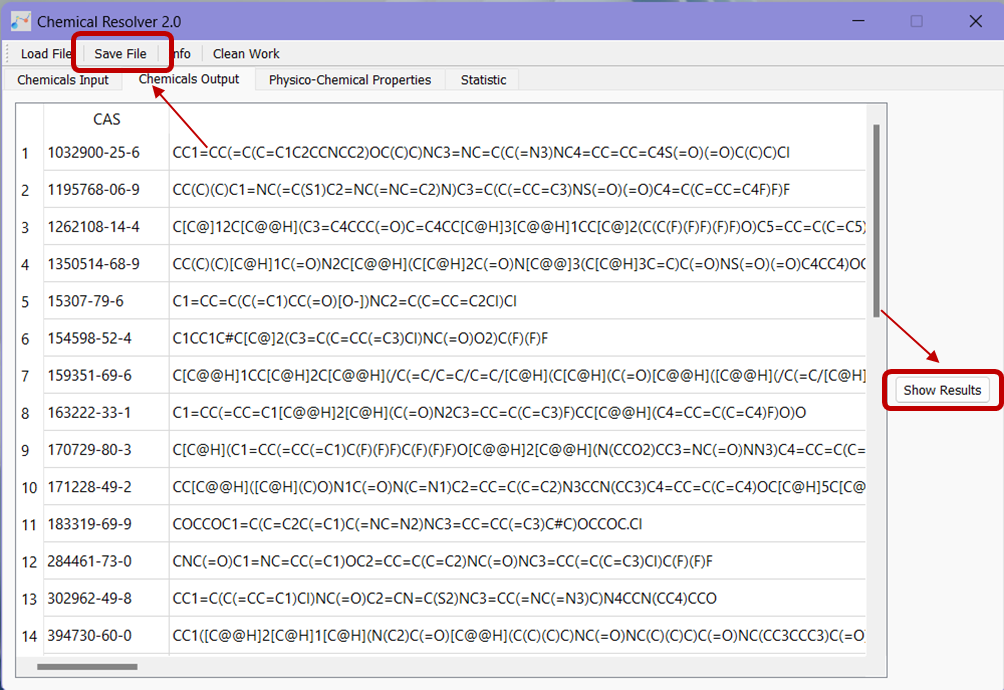 Chemical Resolver 2.0
Load File Save File Info Clean Work
Chemicals Input Chemicals Output Physico-Chemical Properties Statistic
CAS
1 1032900-25-6 CC1=CC(=C(C=C1C2CCNCC2)OC(C)C)NC3=NC=C(C(=N3)NC4=CC=CC=C4S(=O)(=O)C(C)C)Cl
2 1195768-06-9 CC(C)(C)C1=NC(=C(S1)C2=NC(=NC=C2)N)C3=C(C(=CC=C3)NS(=O)(=O)C4=C(C=CC=C4F)F)F
3 1262108-14-4 C[C@]12C[C@@H](C3=C4CCC(=O)C=C4CC[C@H]3[C@@H]1CC[C@]2(C(C(F)(F)F)(F)F)O)C5=CC=C(C=C5)
4 1350514-68-9 CC(C)(C)[C@H]1C(=O)N2C[C@@H](C[C@H]2C(=O)N[C@@]3(C[C@H]3C=C)C(=O)NS(=O)(=O)C4CC4)OC
5 15307-79-6 C1=CC=C(C(=C1)CC(=O)[O-])NC2=C(C=CC=C2Cl)Cl
6 154598-52-4 C1CC1C#C[C@]2(C3=C(C=CC(=C3)Cl)NC(=O)O2)C(F)(F)F
7 159351-69-6 C[C@@H]1CC[C@H]2C[C@@H](/C(=C/C=C/C=C/[C@H](C[C@H](C(=O)[C@@H]([C@@H](/C(=C/[C@H]
8 163222-33-1 C1=CC(=CC=C1[C@@H]2[C@H](C(=O)N2C3=CC=C(C=C3)F)CC[C@@H](C4=CC=C(C=C4)F)O)O
9 170729-80-3 C[C@H](C1=CC(=CC(=C1)C(F)(F)F)C(F)(F)F)O[C@@H]2[C@@H](N(CCO2)CC3=NC(=O)NN3)C4=CC=C(C=
10 171228-49-2 CC[C@@H]([C@H](C)O)N1C(=O)N(C=N1)C2=CC=C(C=C2)N3CCN(CC3)C4=CC=C(C=C4)OC[C@H]5C[C@
11 183319-69-9 COCCOC1=C(C=C2C(=C1)C(=NC=N2)NC3=CC=CC(=C3)C#C)OCCOC.Cl
12 284461-73-0 CNC(=O)C1=NC=CC(=C1)OC2=CC=C(C=C2)NC(=O)NC3=CC(=C(C=C3)Cl)C(F)(F)F
Show Results
13 302962-49-8 CC1=C(C(=CC=C1)Cl)NC(=O)C2=CN=C(S2)NC3=CC(=NC(=N3)C)N4CCN(CC4)CCO
14 394730-60-0 CC1([C@@H]2[C@H]1[C@H](N(C2)C(=O)[C@@H](C(C)(C)C)NC(=O)NC(C)(C)C)C(=O)NC(CC3CCC3)C(=O